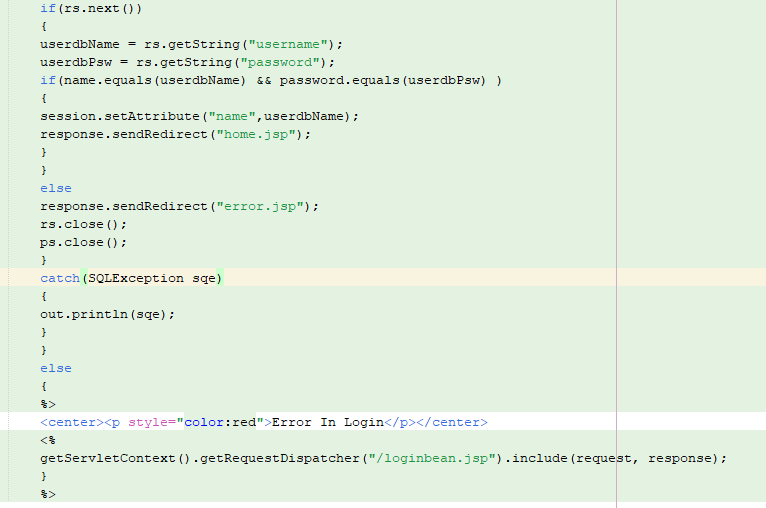 if(rs.next())
{
userdbName = rs.getString("username");
userdbPsw = rs.getString("password");
if(name.equals(userdbName) && password.equals(userdbPsw) )
{
session.setAttribute("name",userdbName);
response.sendRedirect("home.jsp");
}
}
else
response.sendRedirect("error.jsp");
rs.close();
ps.close();
}
catch(SQLException sqe)
{
out.println(sqe);
}
}
else
{
%>
<center><p style="color:red">Error In Login</p></center>
<%
getServletContext().getRequestDispatcher("/loginbean.jsp").include(request, response);
}
%>